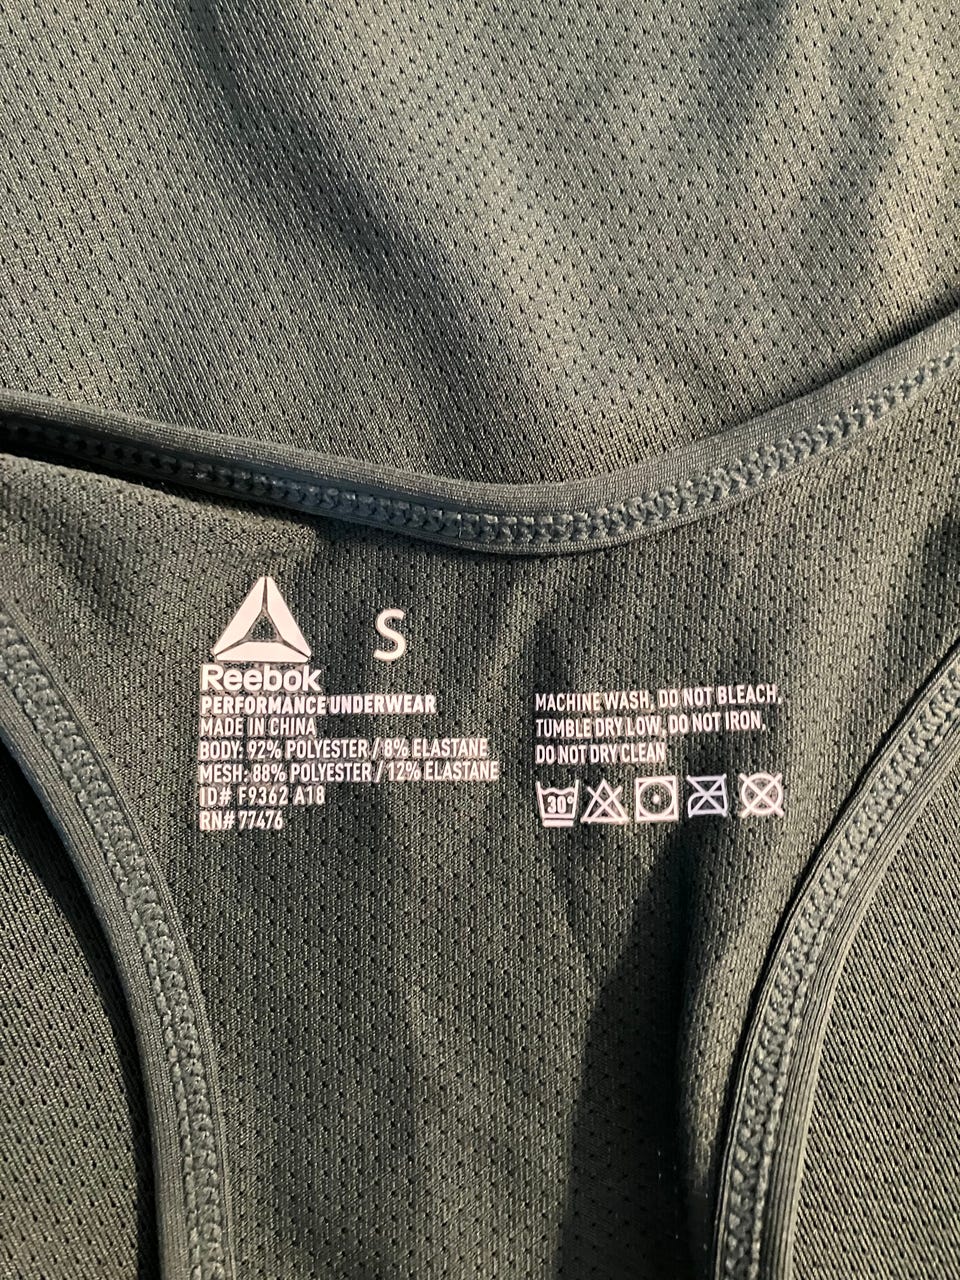 S
Reebok
PERFORMANCE UNDERWEAR
MADE IN CHINA
BODY: 92% POLYESTER / 8% ELASTANE
MESH: 88% POLYESTER / 12% ELASTANE
ID# F9362 A18
RN# 77476
MACHINE WASH, DO NOT BLEACH,
TUMBLE DRY LOW, DO NOT IRON,
DO NOT DRY CLEAN
30°